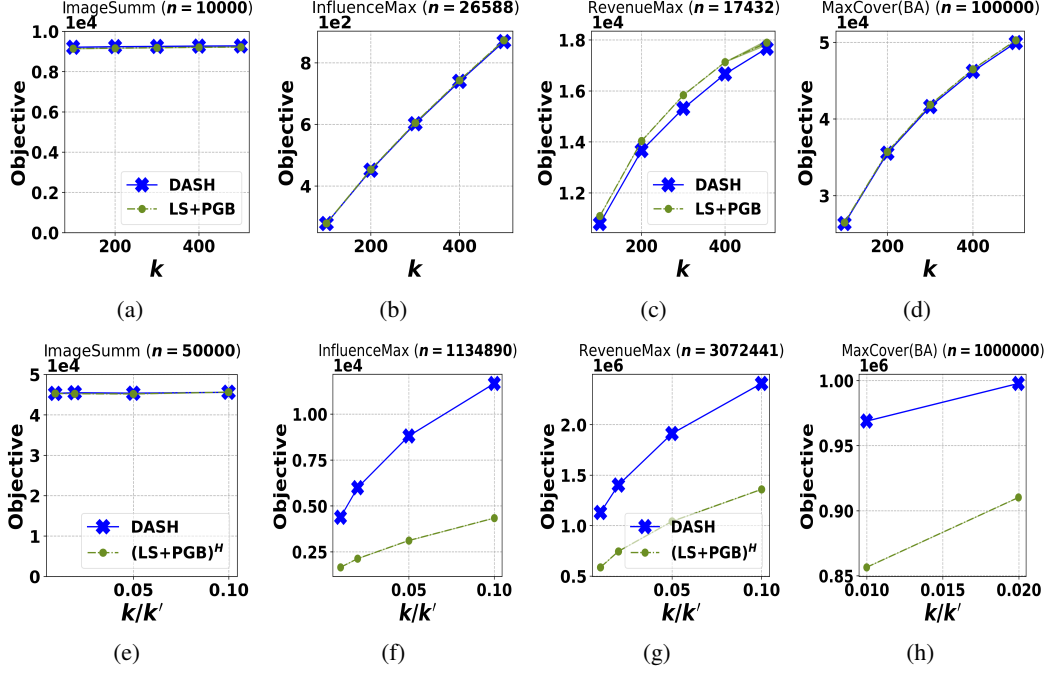 ImageSumm (n = 10000)
1e4
1.0
0.8
0.6
0.4
0.2
0.0
Objective
DASH
LS+PGB
200
400
k
(a)
InfluenceMax (n = 26588)
1e2
8
6
4
Objective
200
400
k
(b)
RevenueMax (n = 17432)
1e4
1.8
1.6
1.4
1.2
Objective
DASH
LS+PGB
200
400
k
(c)
MaxCover(BA) (n = 100000)
1e4
5
4
3
Objective
200
400
k
(d)
ImageSumm (n = 50000)
1e4
5
4
3
2
1
0
Objective
DASH
(LS+PGB)^H
0.05
0.10
k/k′
(e)
InfluenceMax (n = 1134890)
1e4
1.00
0.75
0.50
0.25
Objective
0.05
0.10
k/k′
(f)
RevenueMax (n = 3072441)
1e6
2.0
1.5
1.0
0.5
Objective
DASH
(LS+PGB)^H
0.05
0.10
k/k′
(g)
MaxCover(BA) (n = 1000000)
1e6
1.00
0.95
0.90
0.85
Objective
0.010
0.015
0.020
k/k′
(h)